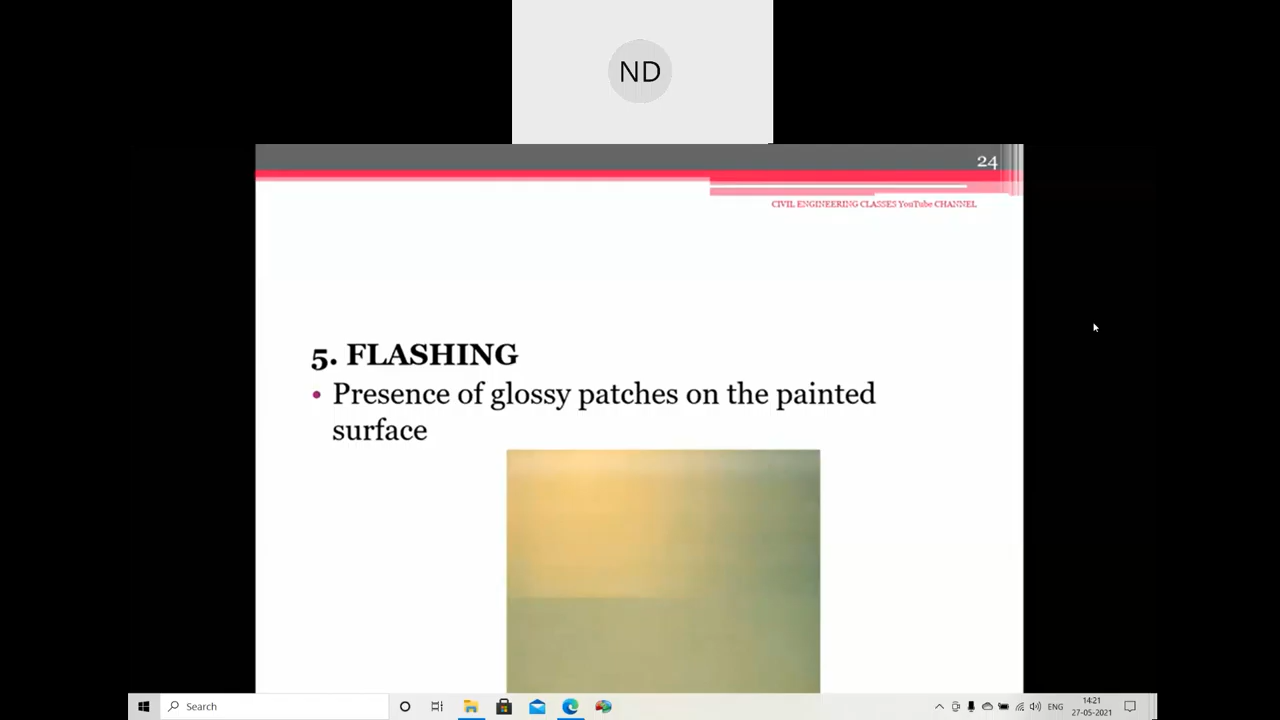 ND
24
CIVIL ENGINEERING CLASSES YouTube CHANNEL
5. FLASHING
• Presence of glossy patches on the painted
surface
Search
ENG
14:21
27-05-2021